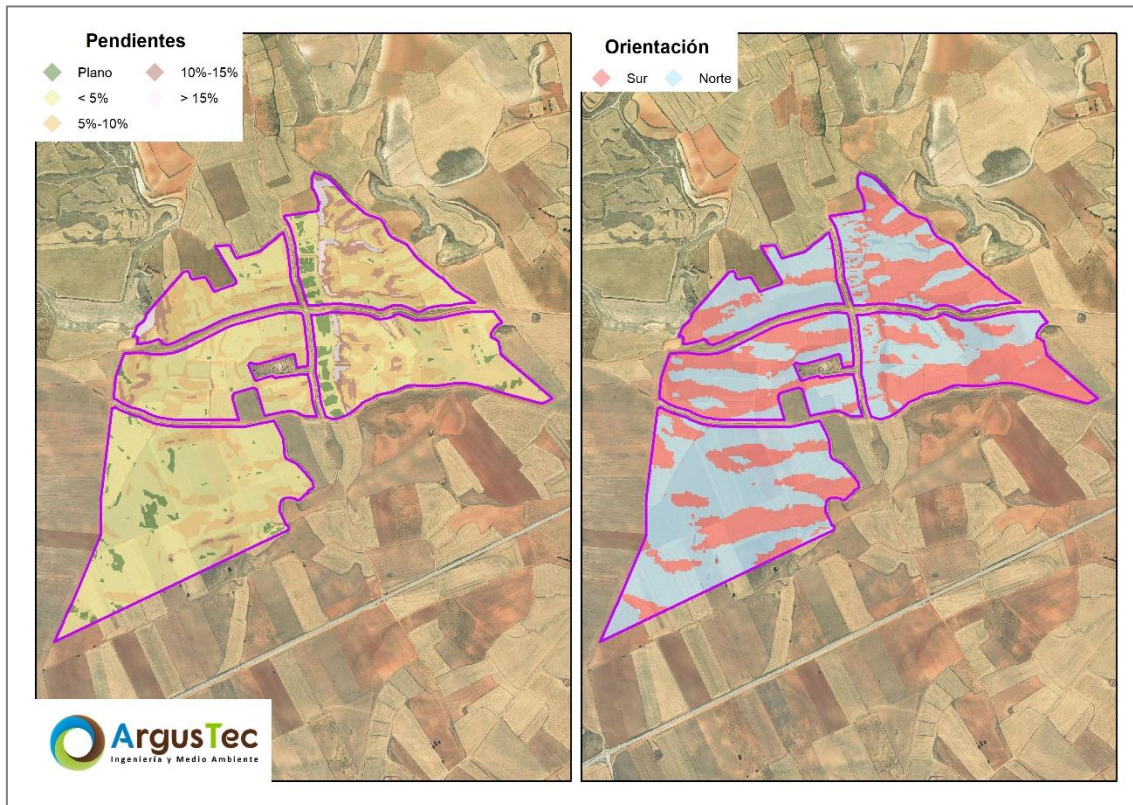 Pendientes
Plano
10%-15%
< 5%
> 15%
5%-10%
Orientación
Sur
Norte
ArgusTec
Ingeniería y Medio Ambiente